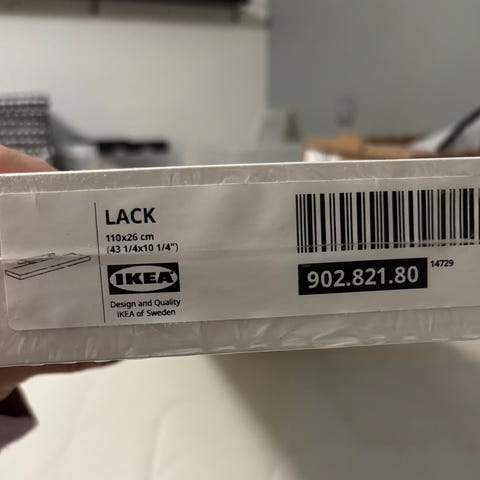 LACK
110x26 cm
(43 1/4x10 1/4")
IKEA
Design and Quality
IKEA of Sweden
902.821.80
14729